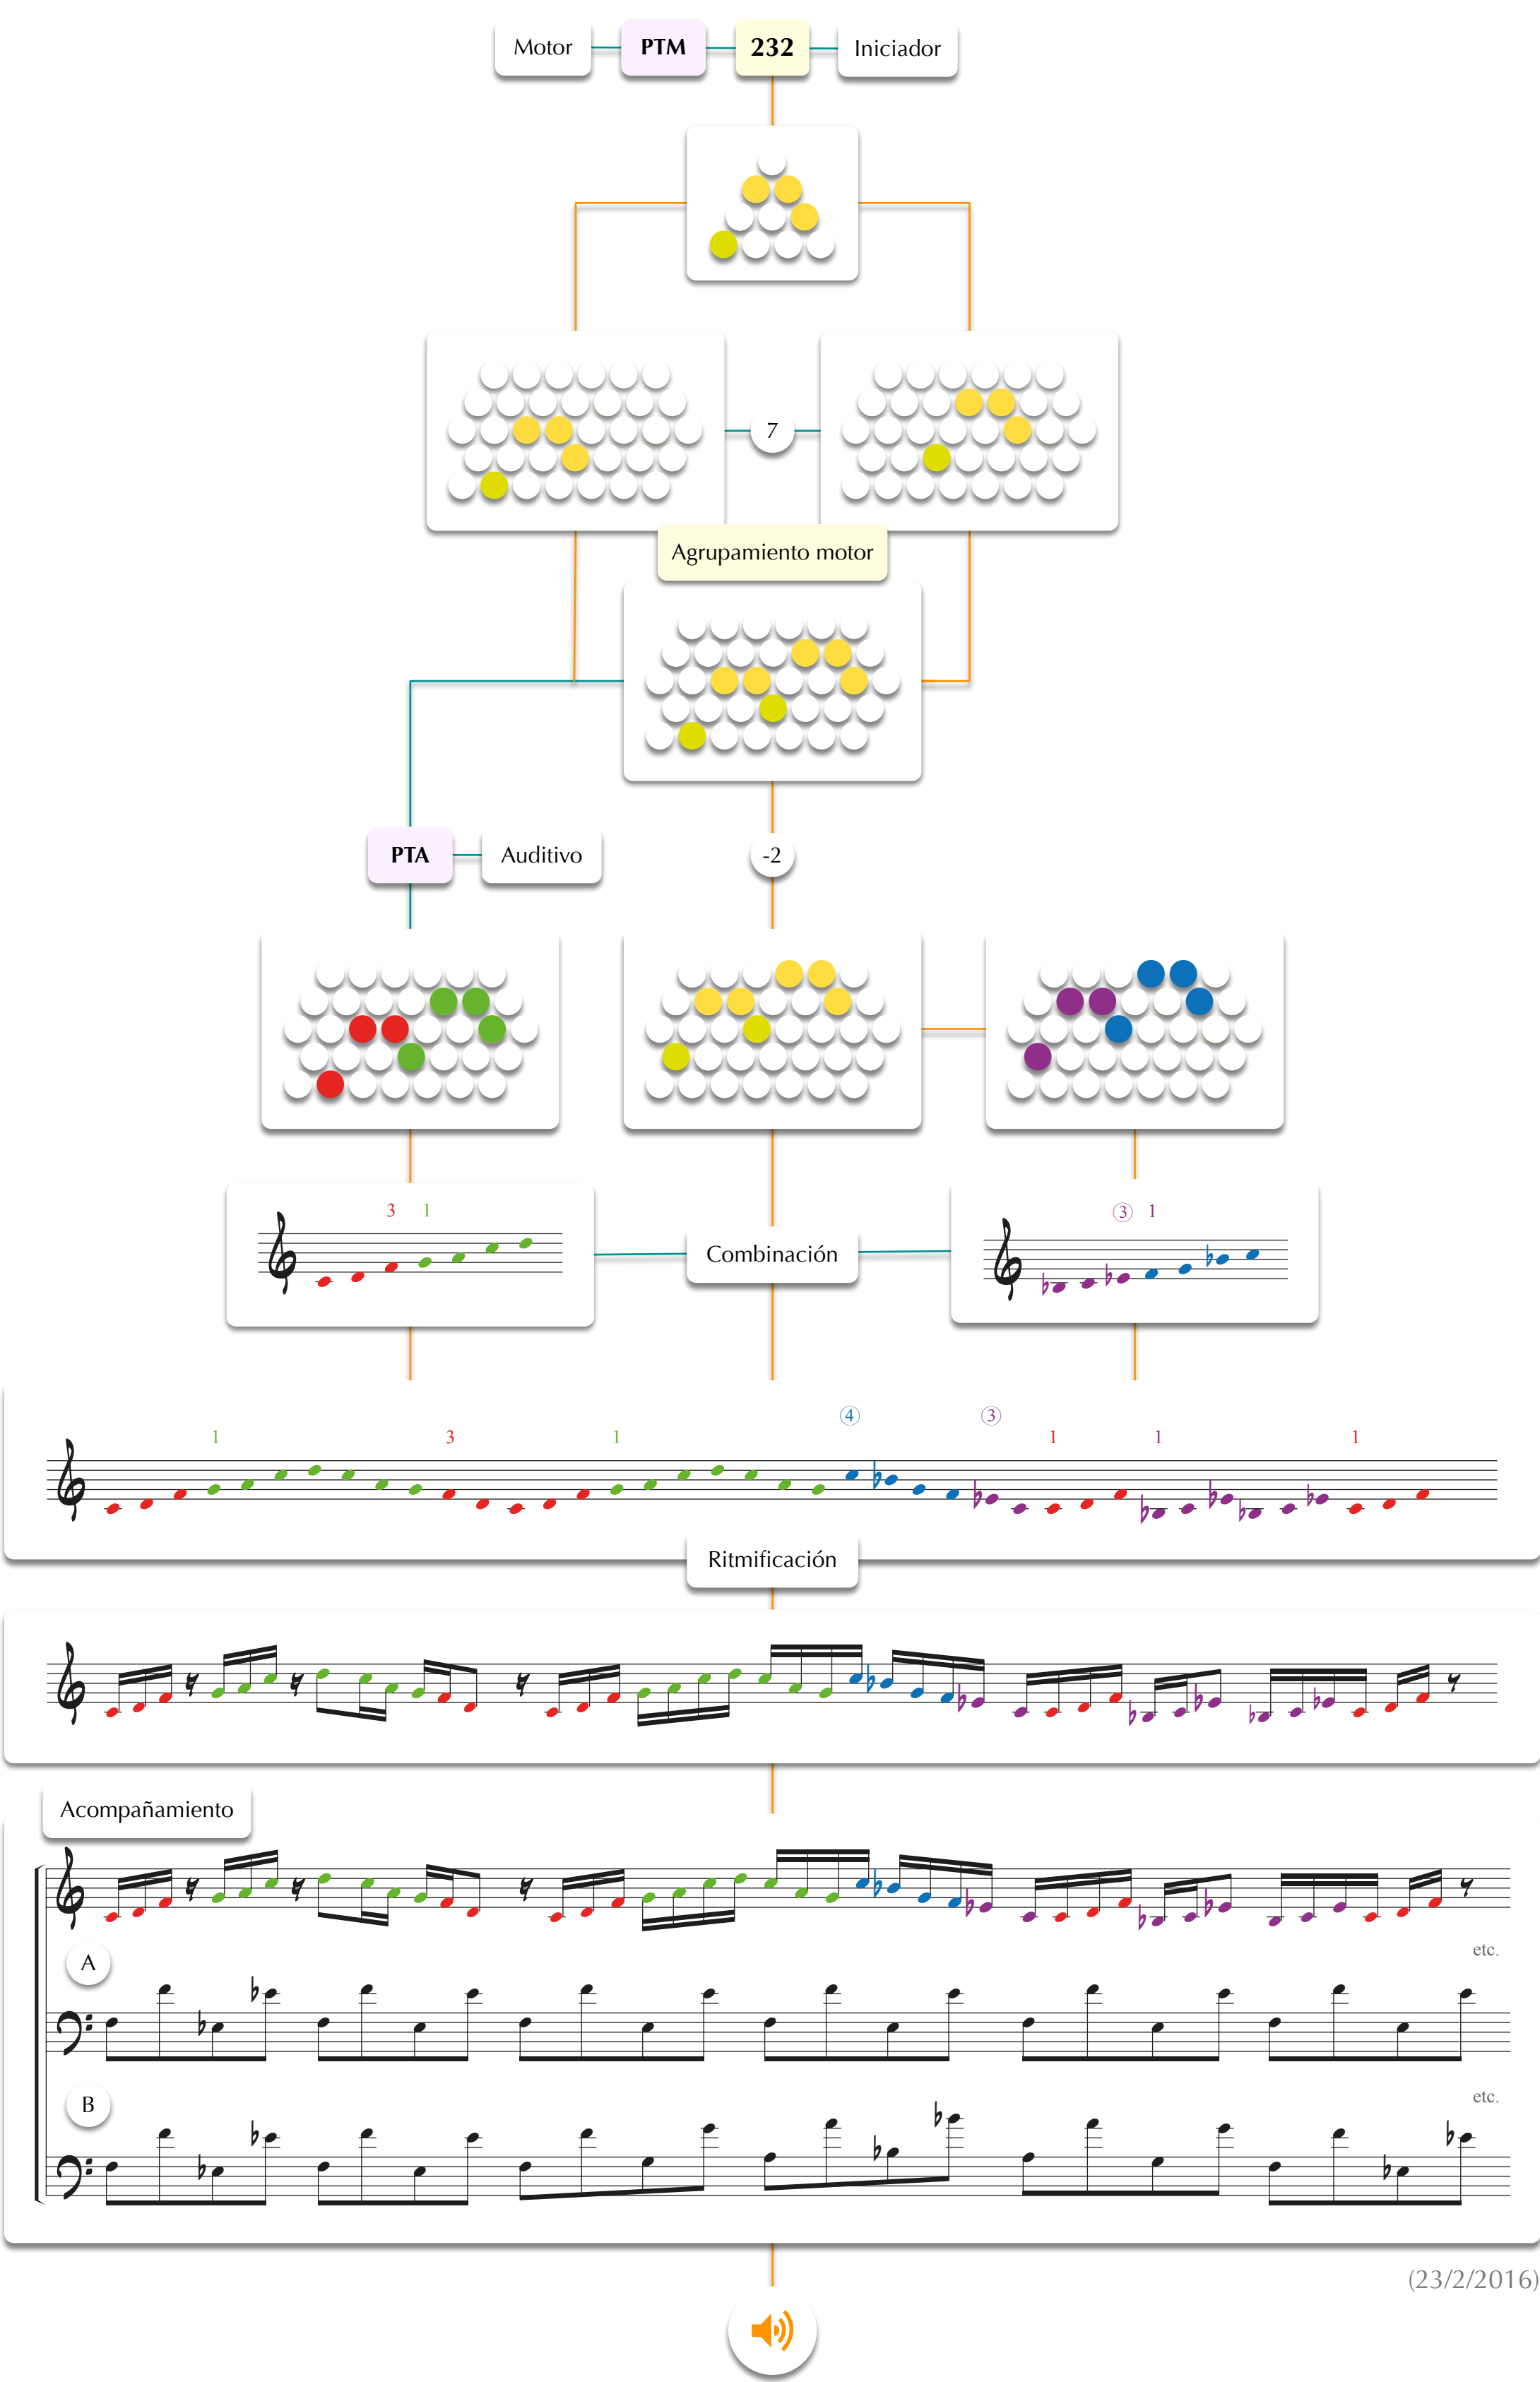 Motor PTM 232 Iniciador
7
Agrupamiento motor
PTA Auditivo -2
3 1
③ 1
Combinación
④ ③
1 3 1 1 1 1
Ritmificación
Acompañamiento
A
etc.
B
etc.
(23/2/2016)